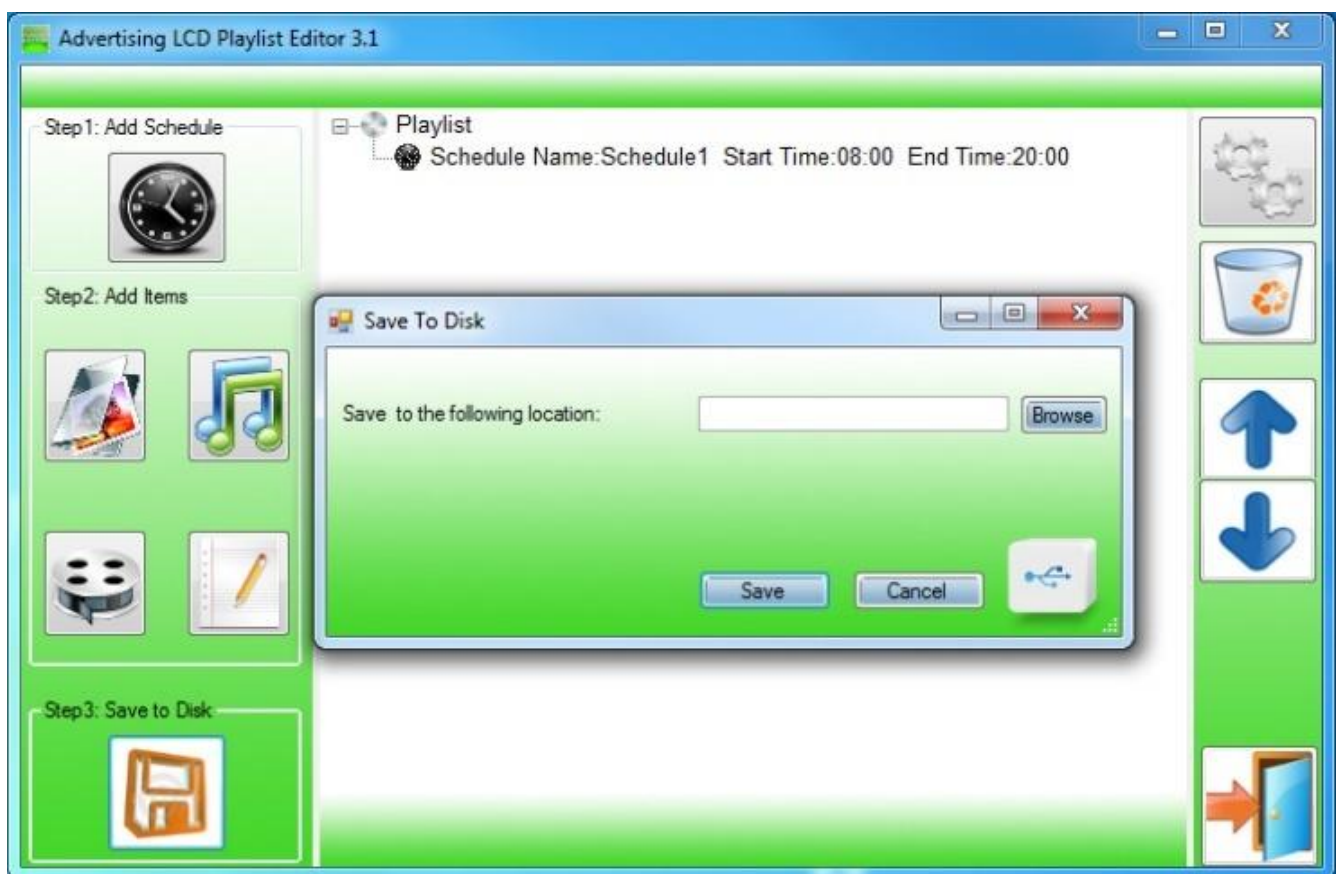 Advertising LCD Playlist Editor 3.1
Step1: Add Schedule
Playlist
Schedule Name:Schedule1 Start Time:08:00 End Time:20:00
Step2: Add Items
Save To Disk
Save to the following location:
Browse
Save
Cancel
Step3: Save to Disk